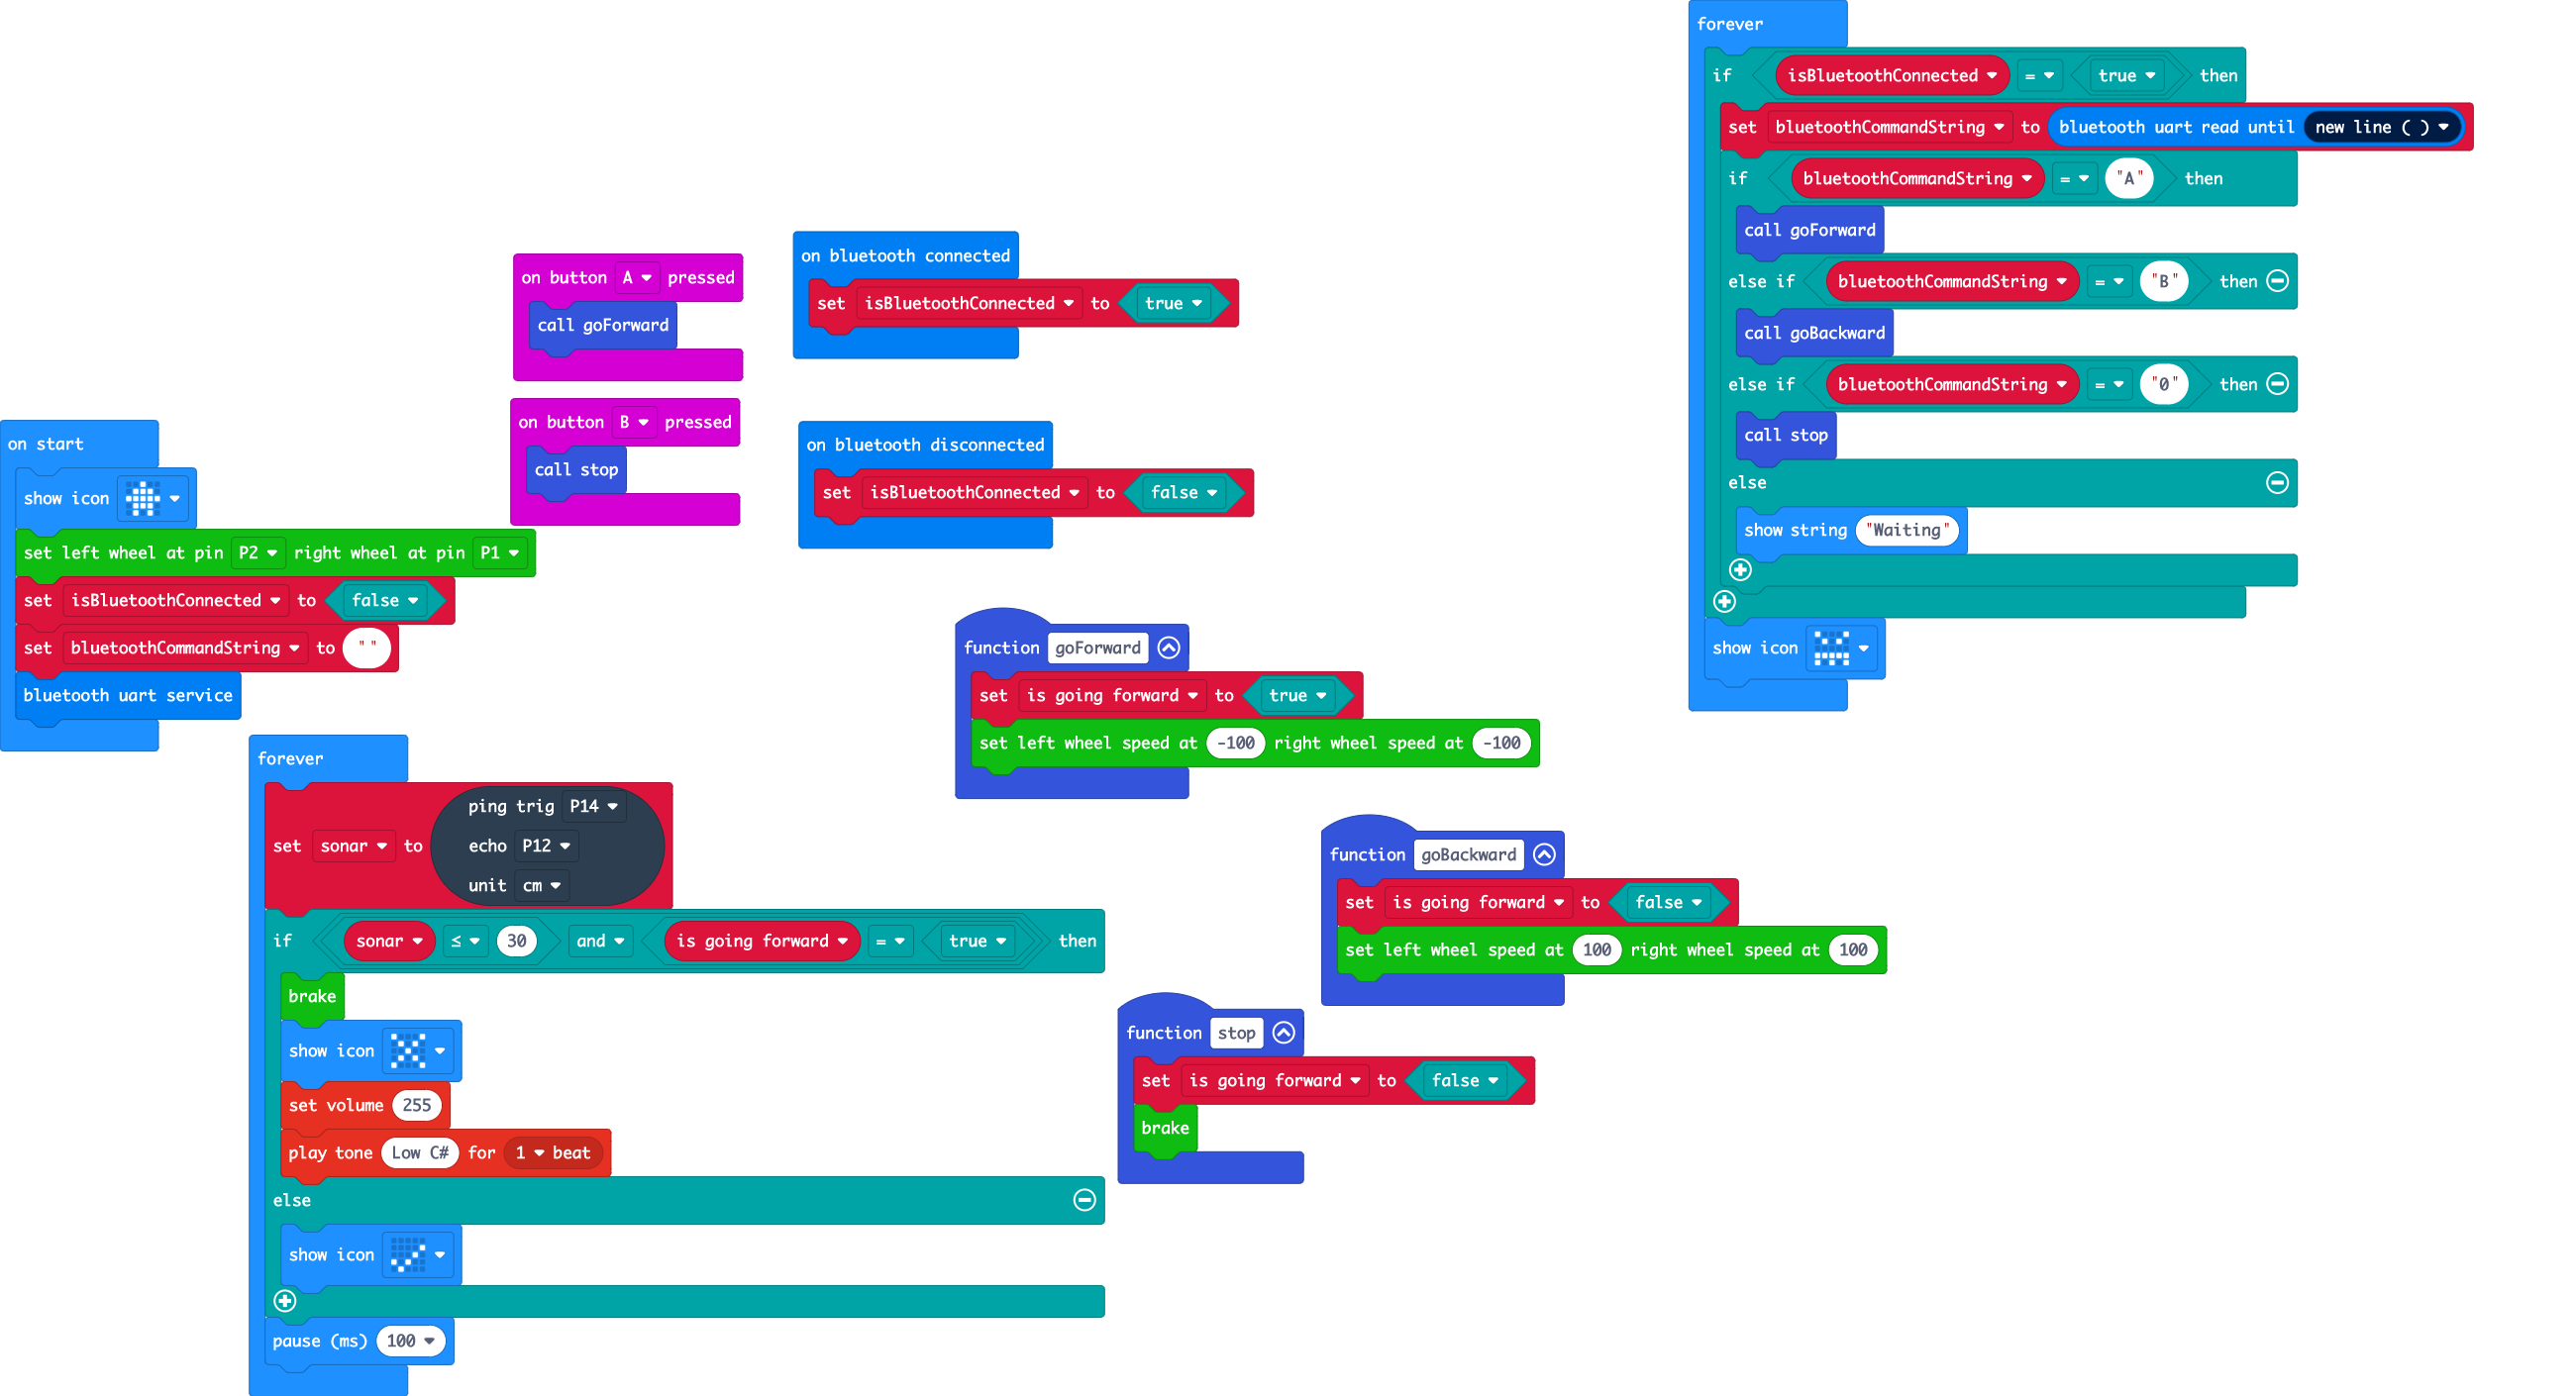 on start
show icon
set left wheel at pin P2 right wheel at pin P1
set isBluetoothConnected to false
set bluetoothCommandString to " "
bluetooth uart service
on button A pressed
call goForward
on button B pressed
call stop
on bluetooth connected
set isBluetoothConnected to true
on bluetooth disconnected
set isBluetoothConnected to false
forever
set sonar to ping trig P14
echo P12
unit cm
if sonar ≤ 30 and is going forward = true then
brake
show icon
set volume 255
play tone Low C# for 1 beat
else
show icon
pause (ms) 100
function goForward
set is going forward to true
set left wheel speed at -100 right wheel speed at -100
function goBackward
set is going forward to false
set left wheel speed at 100 right wheel speed at 100
function stop
set is going forward to false
brake
forever
if isBluetoothConnected = true then
set bluetoothCommandString to bluetooth uart read until new line ( )
if bluetoothCommandString = "A" then
call goForward
else if bluetoothCommandString = "B" then
call goBackward
else if bluetoothCommandString = "0" then
call stop
else
show string "Waiting"
show icon